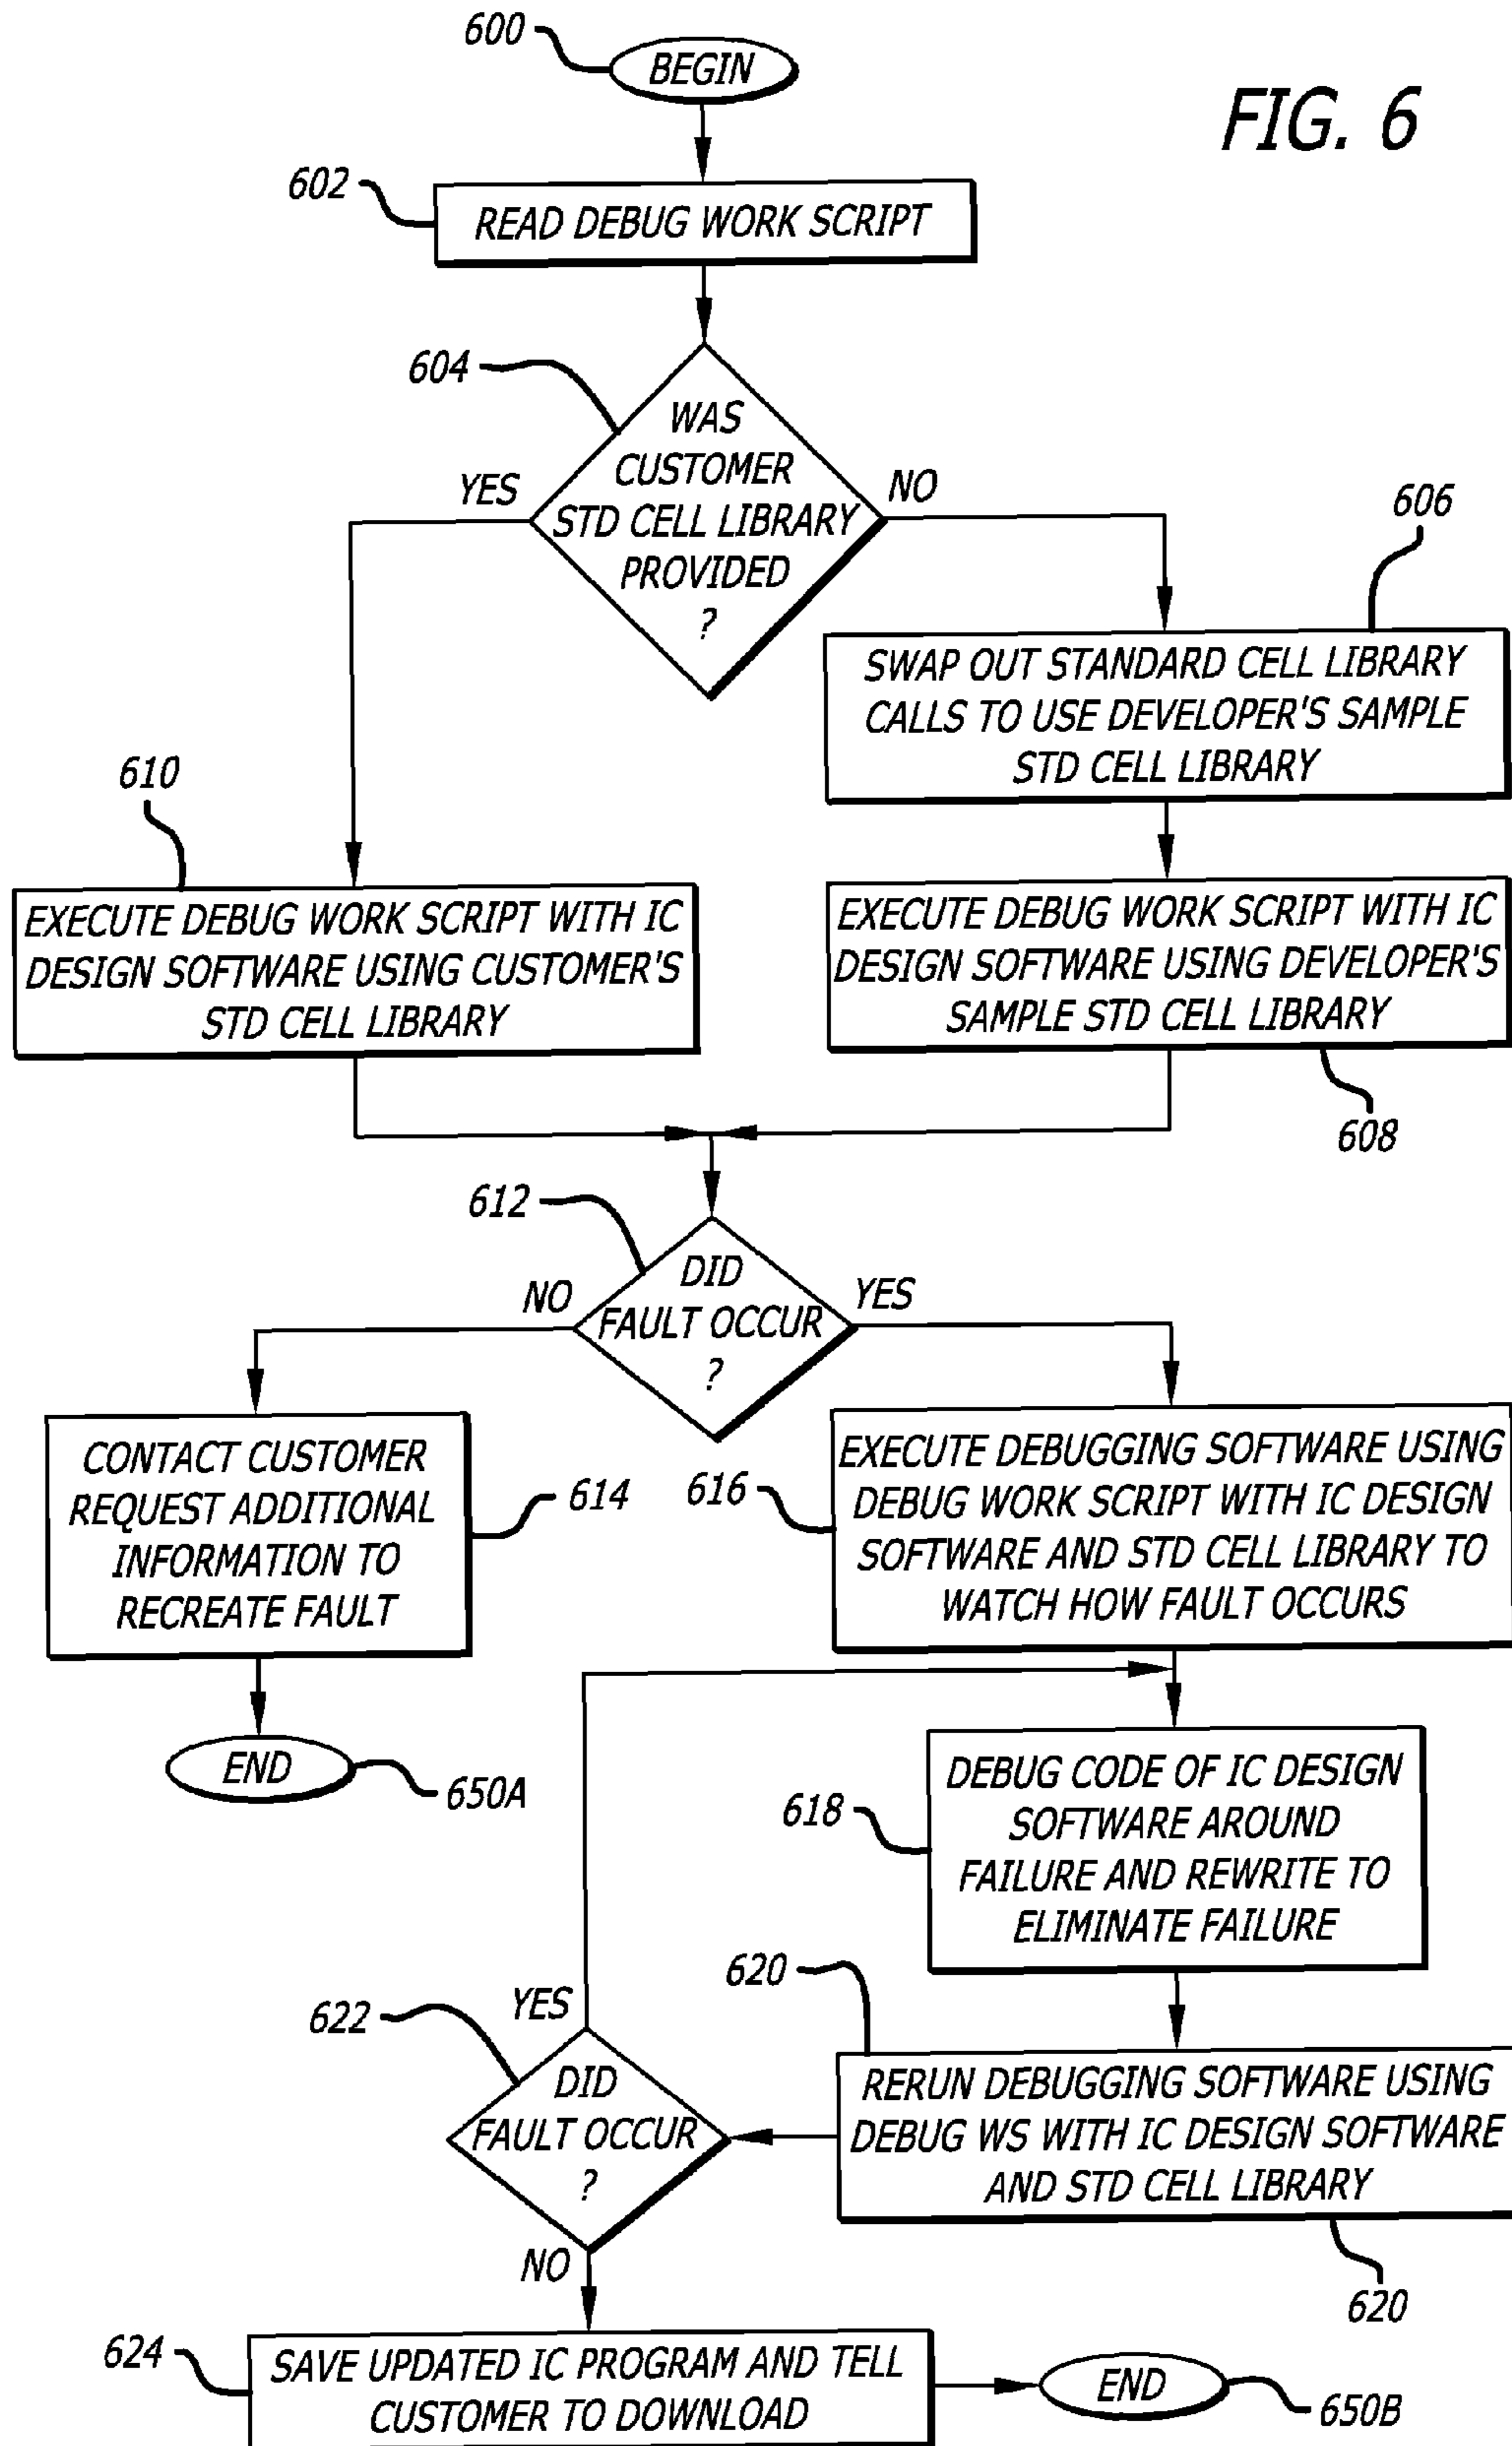 600
BEGIN
FIG. 6
602
READ DEBUG WORK SCRIPT
604
WAS
CUSTOMER
STD CELL LIBRARY
PROVIDED
?
YES
NO
606
SWAP OUT STANDARD CELL LIBRARY
CALLS TO USE DEVELOPER'S SAMPLE
STD CELL LIBRARY
610
EXECUTE DEBUG WORK SCRIPT WITH IC
DESIGN SOFTWARE USING CUSTOMER'S
STD CELL LIBRARY
EXECUTE DEBUG WORK SCRIPT WITH IC
DESIGN SOFTWARE USING DEVELOPER'S
SAMPLE STD CELL LIBRARY
608
612
DID
FAULT OCCUR
?
NO
YES
CONTACT CUSTOMER
REQUEST ADDITIONAL
INFORMATION TO
RECREATE FAULT
614
616
EXECUTE DEBUGGING SOFTWARE USING
DEBUG WORK SCRIPT WITH IC DESIGN
SOFTWARE AND STD CELL LIBRARY TO
WATCH HOW FAULT OCCURS
END
650A
618
DEBUG CODE OF IC DESIGN
SOFTWARE AROUND
FAILURE AND REWRITE TO
ELIMINATE FAILURE
620
622
YES
DID
FAULT OCCUR
?
NO
RERUN DEBUGGING SOFTWARE USING
DEBUG WS WITH IC DESIGN SOFTWARE
AND STD CELL LIBRARY
620
624
SAVE UPDATED IC PROGRAM AND TELL
CUSTOMER TO DOWNLOAD
END
650B